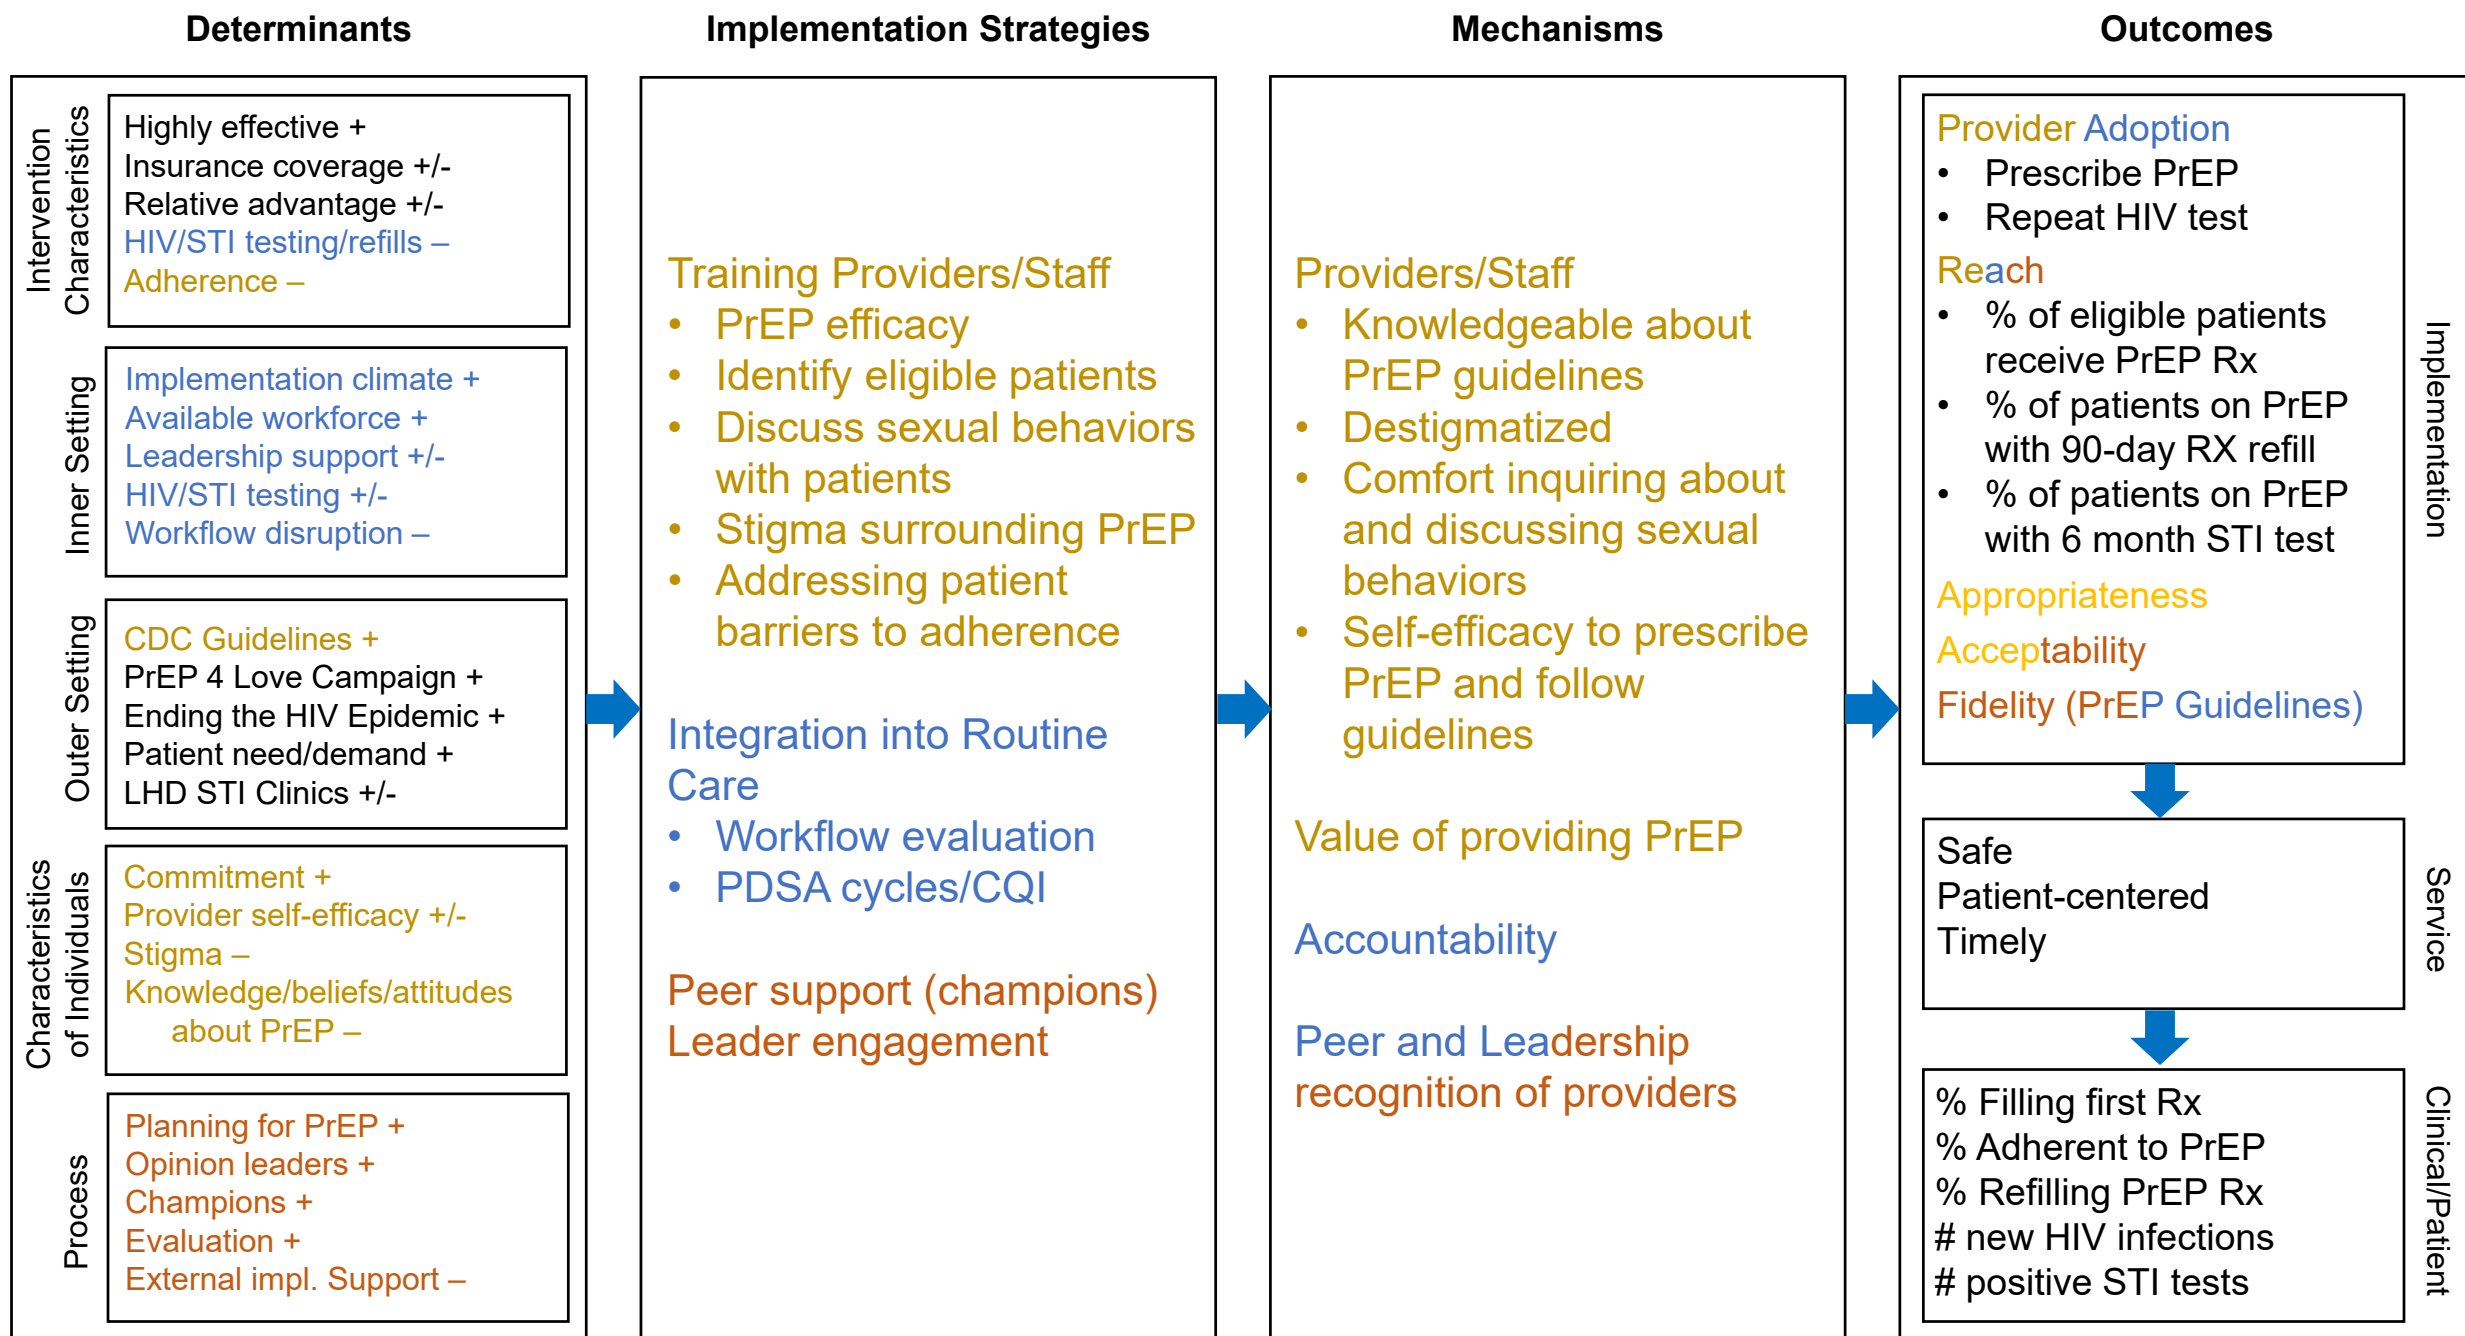 Determinants
Intervention
Characteristics
Highly effective +
Insurance coverage +/-
Relative advantage +/-
HIV/STI testing/refills –
Adherence –
Inner Setting
Implementation climate +
Available workforce +
Leadership support +/-
HIV/STI testing +/-
Workflow disruption –
Outer Setting
CDC Guidelines +
PrEP 4 Love Campaign +
Ending the HIV Epidemic +
Patient need/demand +
LHD STI Clinics +/-
Characteristics
of Individuals
Commitment +
Provider self-efficacy +/-
Stigma –
Knowledge/beliefs/attitudes
about PrEP –
Process
Planning for PrEP +
Opinion leaders +
Champions +
Evaluation +
External impl. Support –
Implementation Strategies
Training Providers/Staff
• PrEP efficacy
• Identify eligible patients
• Discuss sexual behaviors
with patients
• Stigma surrounding PrEP
• Addressing patient
barriers to adherence
Integration into Routine
Care
• Workflow evaluation
• PDSA cycles/CQI
Peer support (champions)
Leader engagement
Mechanisms
Providers/Staff
• Knowledgeable about
PrEP guidelines
• Destigmatized
• Comfort inquiring about
and discussing sexual
behaviors
• Self-efficacy to prescribe
PrEP and follow
guidelines
Value of providing PrEP
Accountability
Peer and Leadership
recognition of providers
Outcomes
Provider Adoption
• Prescribe PrEP
• Repeat HIV test
Reach
• % of eligible patients
receive PrEP Rx
• % of patients on PrEP
with 90-day RX refill
• % of patients on PrEP
with 6 month STI test
Appropriateness
Acceptability
Fidelity (PrEP Guidelines)
Implementation
Safe
Patient-centered
Timely
Service
% Filling first Rx
% Adherent to PrEP
% Refilling PrEP Rx
# new HIV infections
# positive STI tests
Clinical/Patient